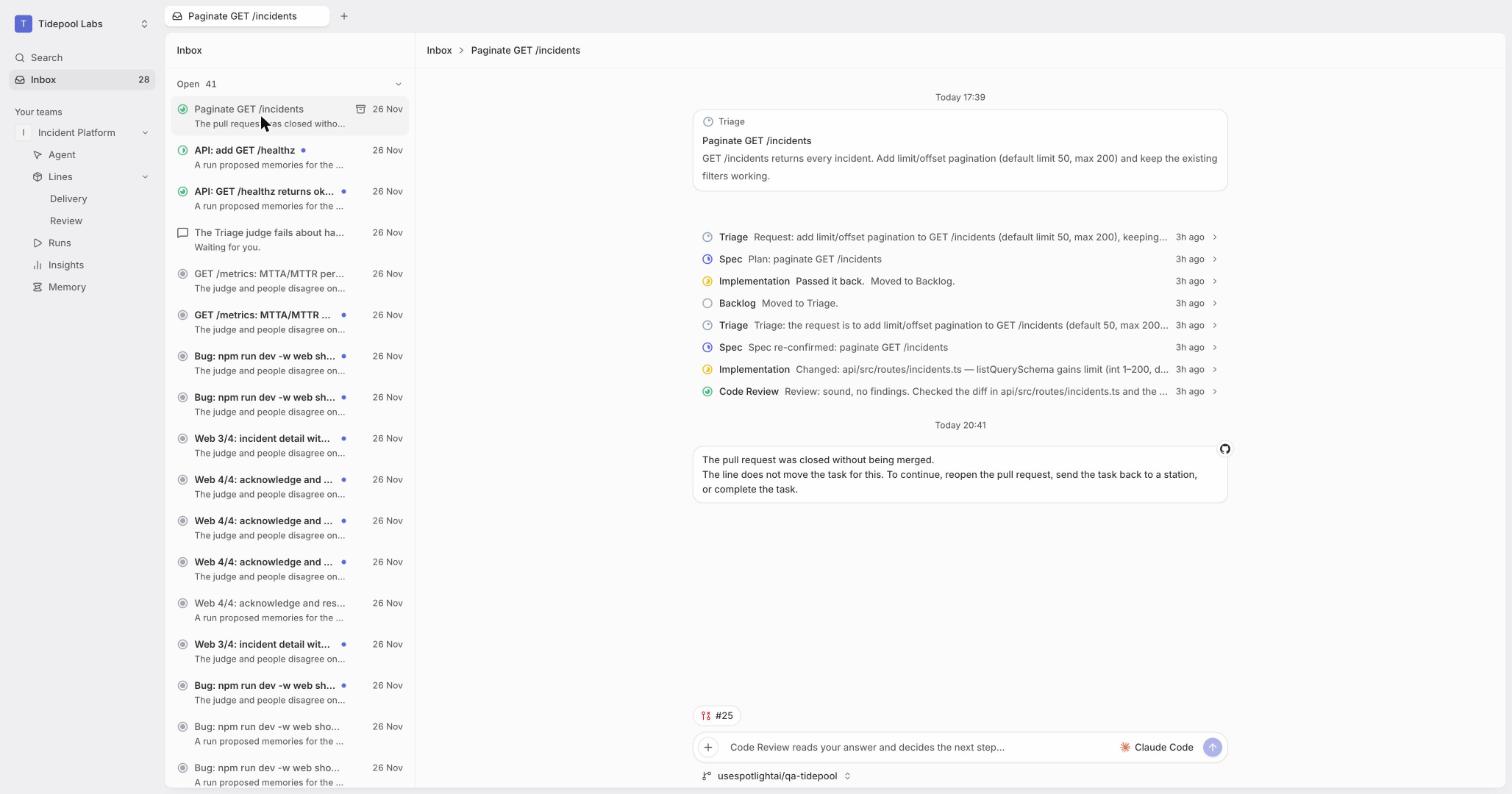 T Tidepool Labs
Search
Inbox 28
Your teams
I Incident Platform
Agent
Lines
Delivery
Review
Runs
Insights
Memory
Paginate GET /incidents
Inbox
Open 41
Paginate GET /incidents 26 Nov
The pull request was closed witho...
API: add GET /healthz 26 Nov
A run proposed memories for the ...
API: GET /healthz returns ok... 26 Nov
A run proposed memories for the ...
The Triage judge fails about ha... 26 Nov
Waiting for you.
GET /metrics: MTTA/MTTR per... 26 Nov
The judge and people disagree on...
GET /metrics: MTTA/MTTR ... 26 Nov
The judge and people disagree on...
Bug: npm run dev -w web sh... 26 Nov
The judge and people disagree on...
Bug: npm run dev -w web sh... 26 Nov
The judge and people disagree on...
Web 3/4: incident detail wit... 26 Nov
The judge and people disagree on...
Web 4/4: acknowledge and ... 26 Nov
The judge and people disagree on...
Web 4/4: acknowledge and ... 26 Nov
The judge and people disagree on...
Web 4/4: acknowledge and ... 26 Nov
The judge and people disagree on...
Web 4/4: acknowledge and res... 26 Nov
A run proposed memories for the ...
Web 3/4: incident detail wit... 26 Nov
The judge and people disagree on...
Bug: npm run dev -w web sh... 26 Nov
The judge and people disagree on...
Bug: npm run dev -w web sho... 26 Nov
A run proposed memories for the ...
Bug: npm run dev -w web sho... 26 Nov
A run proposed memories for the ...
Inbox > Paginate GET /incidents
Today 17:39
Triage
Paginate GET /incidents
GET /incidents returns every incident. Add limit/offset pagination (default limit 50, max 200) and keep the existing
filters working.
Triage Request: add limit/offset pagination to GET /incidents (default limit 50, max 200), keeping... 3h ago
Spec Plan: paginate GET /incidents 3h ago
Implementation Passed it back. Moved to Backlog. 3h ago
Backlog Moved to Triage. 3h ago
Triage Triage: the request is to add limit/offset pagination to GET /incidents (default 50, max 200... 3h ago
Spec Spec re-confirmed: paginate GET /incidents 3h ago
Implementation Changed: api/src/routes/incidents.ts — listQuerySchema gains limit (int 1–200, d... 3h ago
Code Review Review: sound, no findings. Checked the diff in api/src/routes/incidents.ts and the ... 3h ago
Today 20:41
The pull request was closed without being merged.
The line does not move the task for this. To continue, reopen the pull request, send the task back to a station,
or complete the task.
#25
Code Review reads your answer and decides the next step... Claude Code
usespotlightai/qa-tidepool